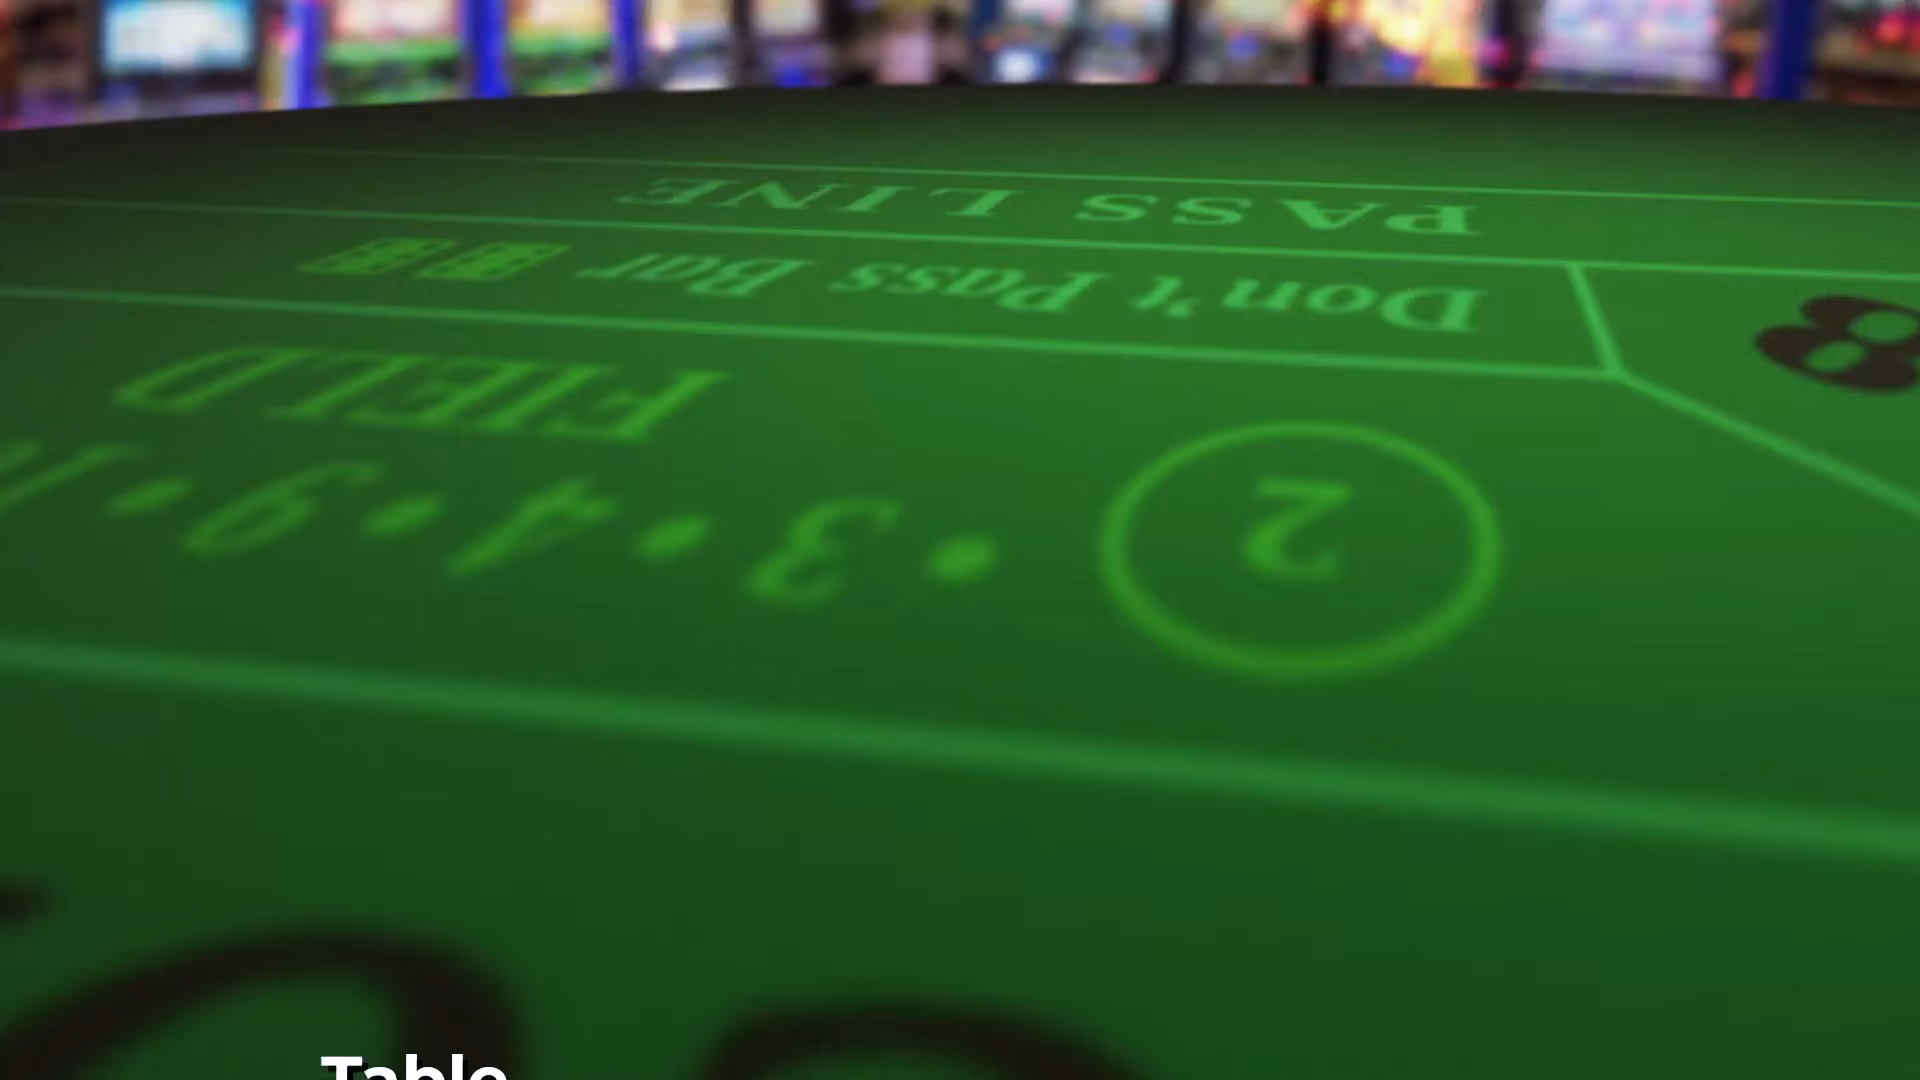 PASS LINE
Don't Pass Bar
FIELD
2 • 3 • 4 • 9 •
8
Table